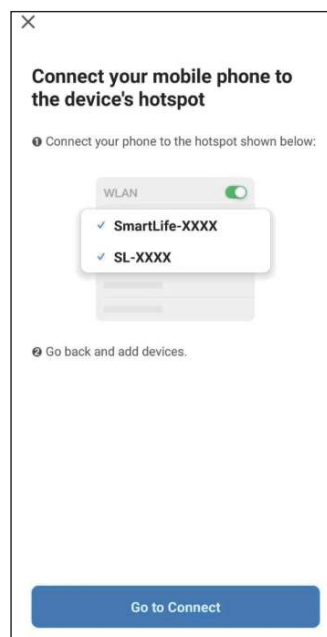 Connect your mobile phone to
the device's hotspot
❶ Connect your phone to the hotspot shown below:
WLAN
SmartLife-XXXX
SL-XXXX
❷ Go back and add devices.
Go to Connect